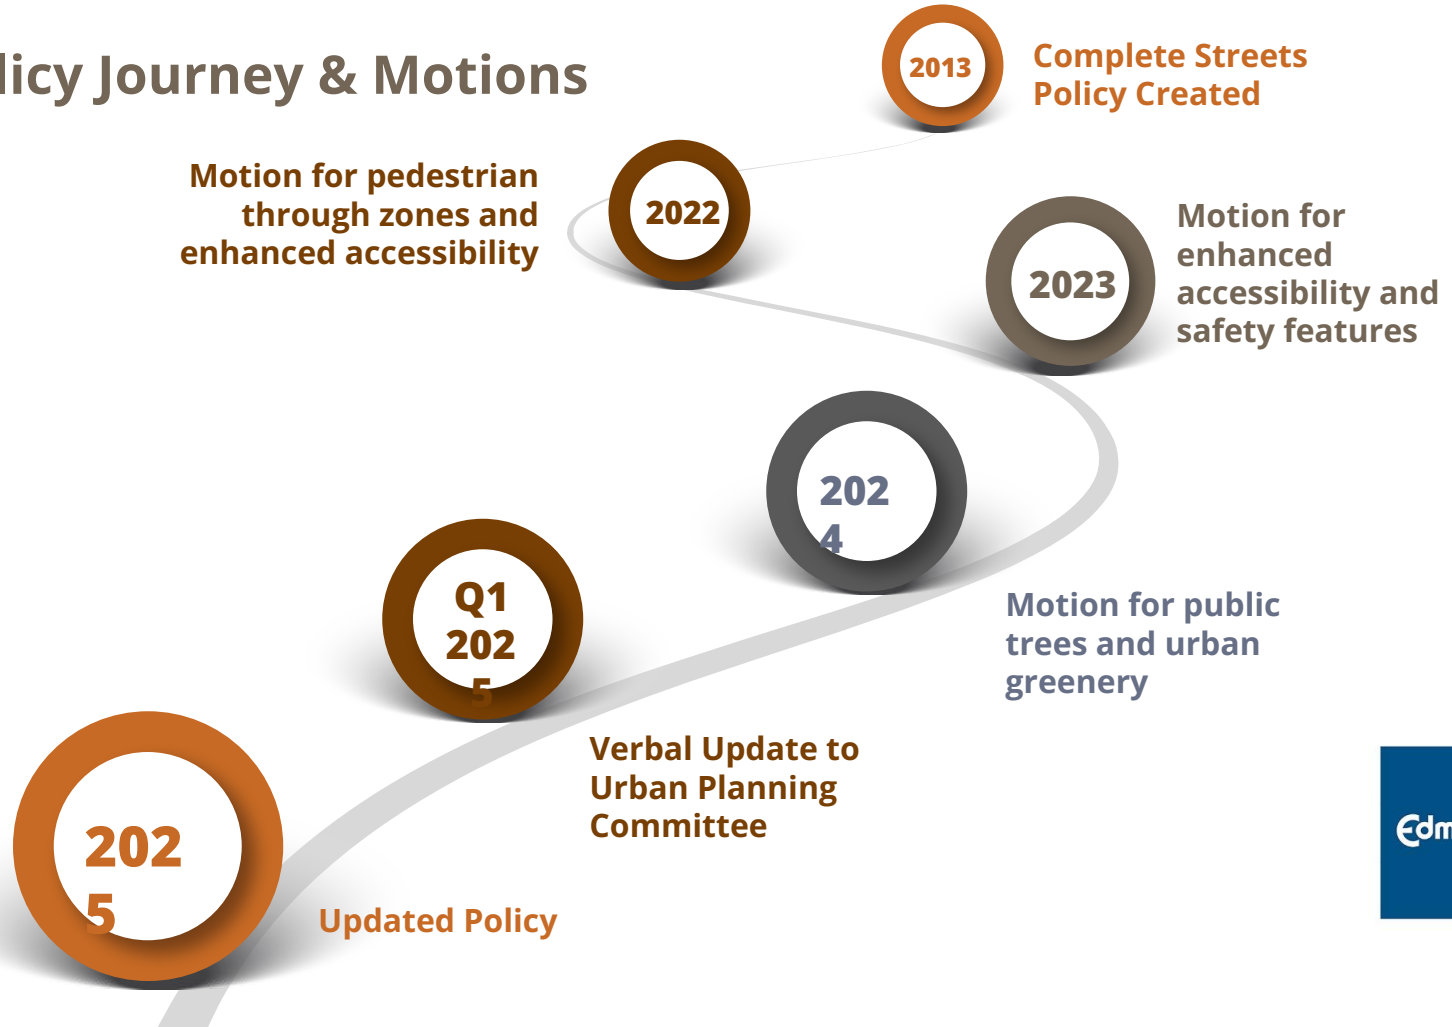 licy Journey & Motions
2013
Complete Streets
Policy Created
Motion for pedestrian
through zones and
enhanced accessibility
2022
2023
Motion for
enhanced
accessibility and
safety features
202
4
Motion for public
trees and urban
greenery
Q1
202
5
Verbal Update to
Urban Planning
Committee
202
5
Updated Policy
Edm